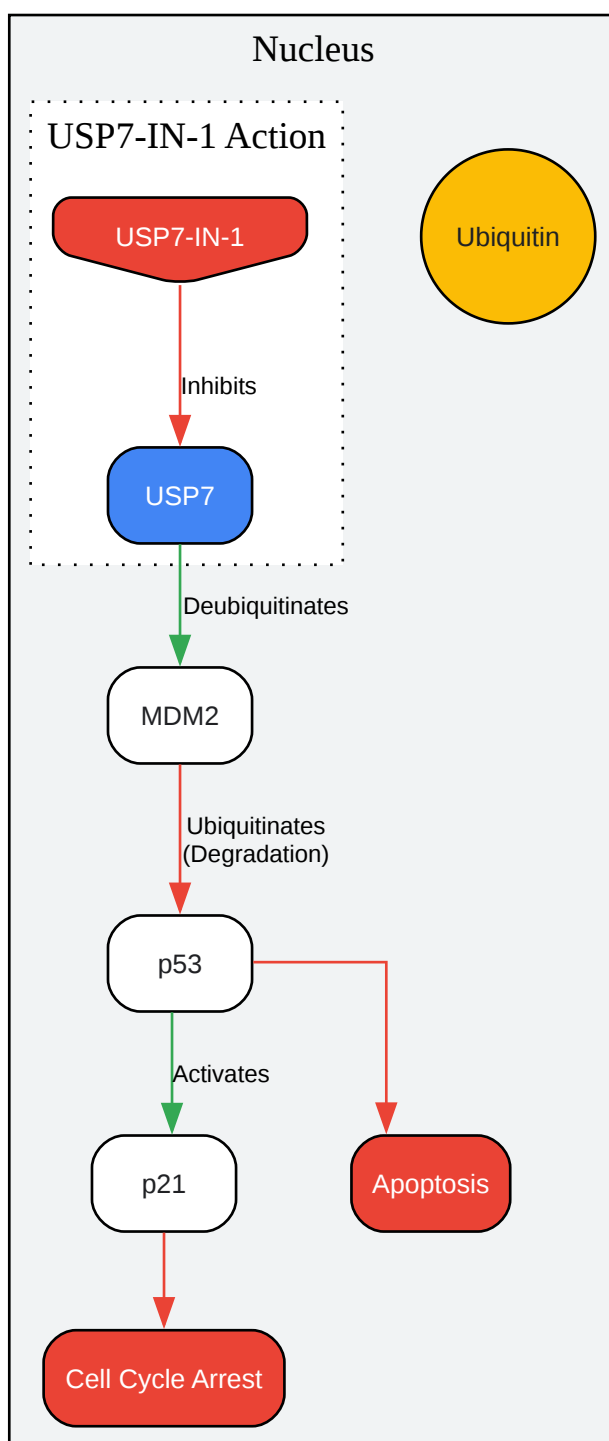 Nucleus
USP7-IN-1 Action
USP7-IN-1
Ubiquitin
Inhibits
USP7
Deubiquitinates
MDM2
Ubiquitinates
(Degradation)
p53
Activates
p21
Apoptosis
Cell Cycle Arrest